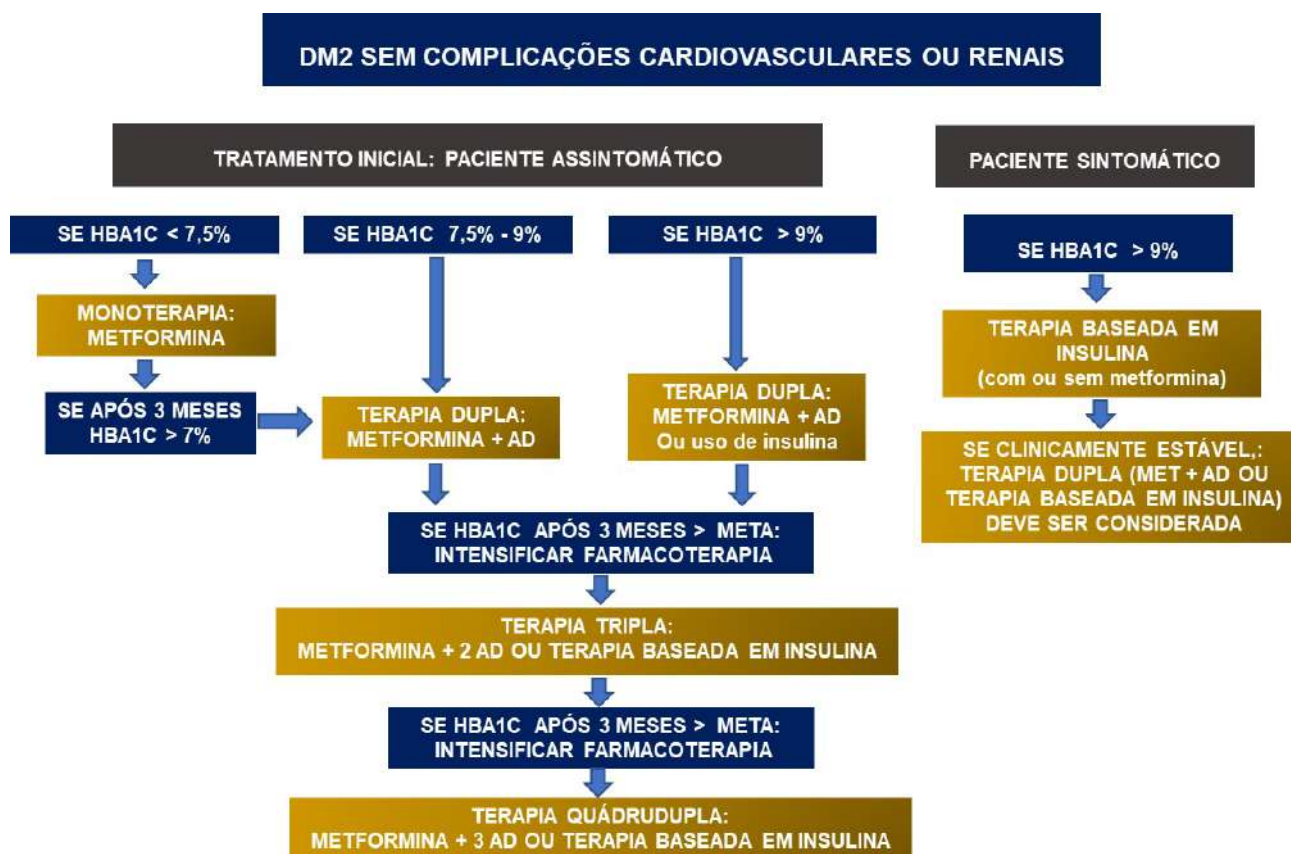 DM2 SEM COMPLICAÇÕES CARDIOVASCULARES OU RENAIS
TRATAMENTO INICIAL: PACIENTE ASSINTOMÁTICO
PACIENTE SINTOMÁTICO
SE HBA1C < 7,5%
SE HBA1C 7,5% - 9%
SE HBA1C > 9%
SE HBA1C > 9%
MONOTERAPIA:
METFORMINA
TERAPIA BASEADA EM
INSULINA
(com ou sem metformina)
SE APÓS 3 MESES
HBA1C > 7%
TERAPIA DUPLA:
METFORMINA + AD
TERAPIA DUPLA:
METFORMINA + AD
Ou uso de insulina
SE CLINICAMENTE ESTÁVEL,:
TERAPIA DUPLA (MET + AD OU
TERAPIA BASEADA EM INSULINA)
DEVE SER CONSIDERADA
SE HBA1C APÓS 3 MESES > META:
INTENSIFICAR FARMACOTERAPIA
TERAPIA TRIPLA:
METFORMINA + 2 AD OU TERAPIA BASEADA EM INSULINA
SE HBA1C APÓS 3 MESES > META:
INTENSIFICAR FARMACOTERAPIA
TERAPIA QUÁDRUDUPLA:
METFORMINA + 3 AD OU TERAPIA BASEADA EM INSULINA